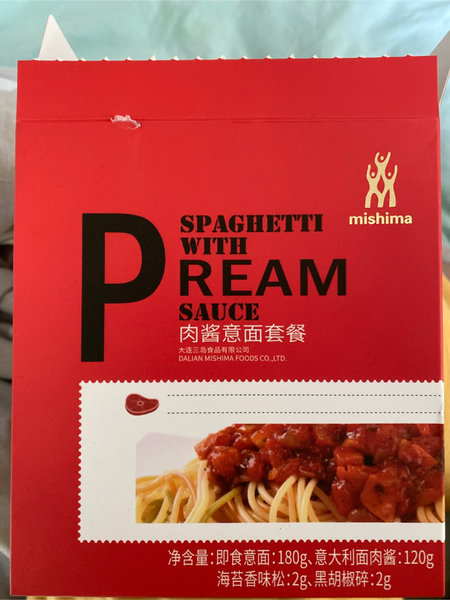 mishima
SPAGHETTI
WITH
PREAM
SAUCE
肉酱意面套餐
大连三岛食品有限公司
DALIAN MISHIMA FOODS CO.,LTD.
净含量:即食意面:180g、意大利面肉酱:120g
海苔香味松:2g、黑胡椒碎:2g